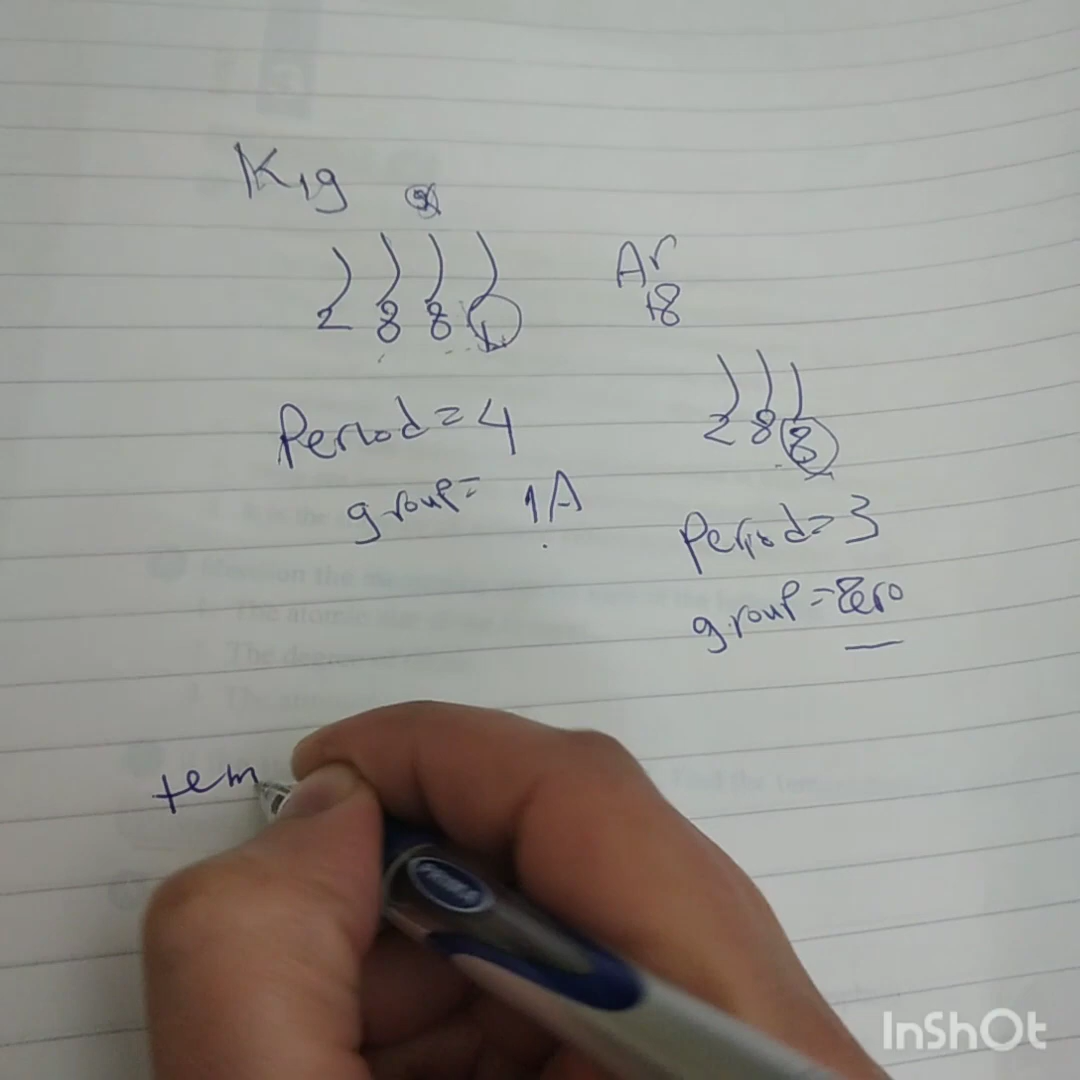 K19
2 8 8 1
Period = 4
group = 1A
Ar
18
2 8 8
Period = 3
group = Zero
tem
PRIMA
InShOt